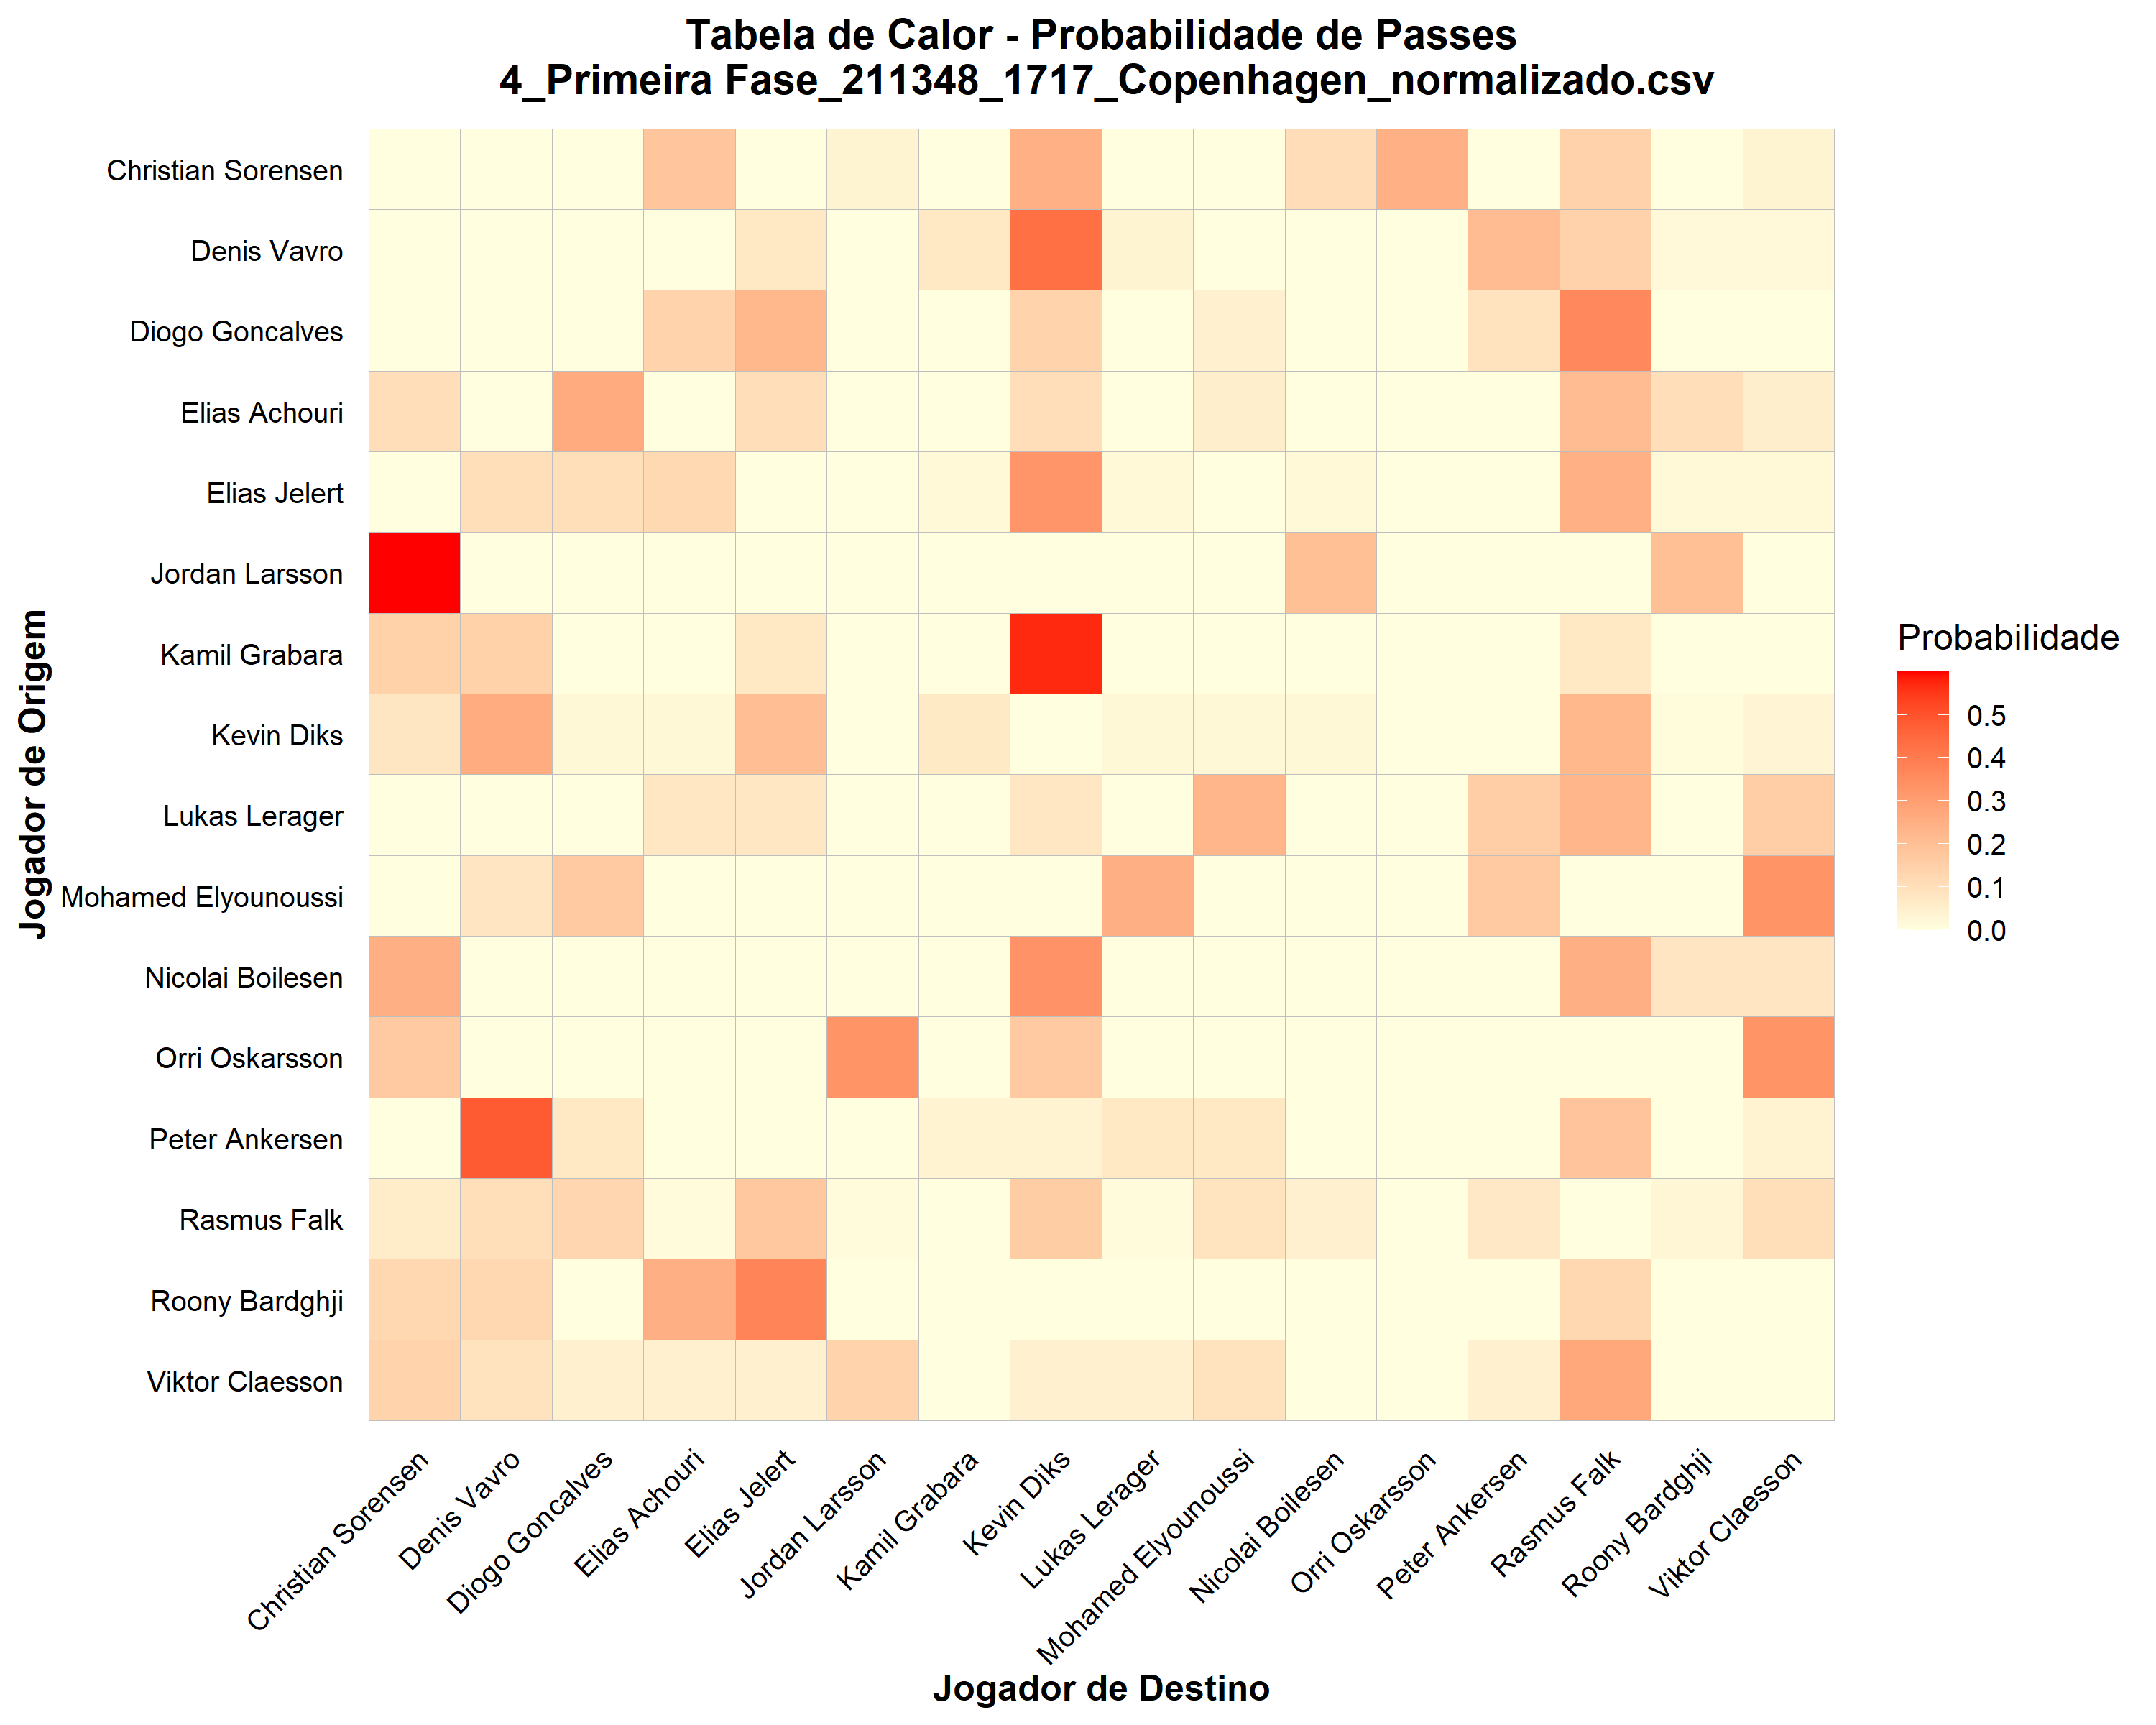 Tabela de Calor - Probabilidade de Passes
4_Primeira Fase_211348_1717_Copenhagen_normalizado.csv
Jogador de Origem
Christian Sorensen
Denis Vavro
Diogo Goncalves
Elias Achouri
Elias Jelert
Jordan Larsson
Kamil Grabara
Kevin Diks
Lukas Lerager
Mohamed Elyounoussi
Nicolai Boilesen
Orri Oskarsson
Peter Ankersen
Rasmus Falk
Roony Bardghji
Viktor Claesson
Christian Sorensen
Denis Vavro
Diogo Goncalves
Elias Achouri
Elias Jelert
Jordan Larsson
Kamil Grabara
Kevin Diks
Lukas Lerager
Mohamed Elyounoussi
Nicolai Boilesen
Orri Oskarsson
Peter Ankersen
Rasmus Falk
Roony Bardghji
Viktor Claesson
Jogador de Destino
Probabilidade
0.5
0.4
0.3
0.2
0.1
0.0